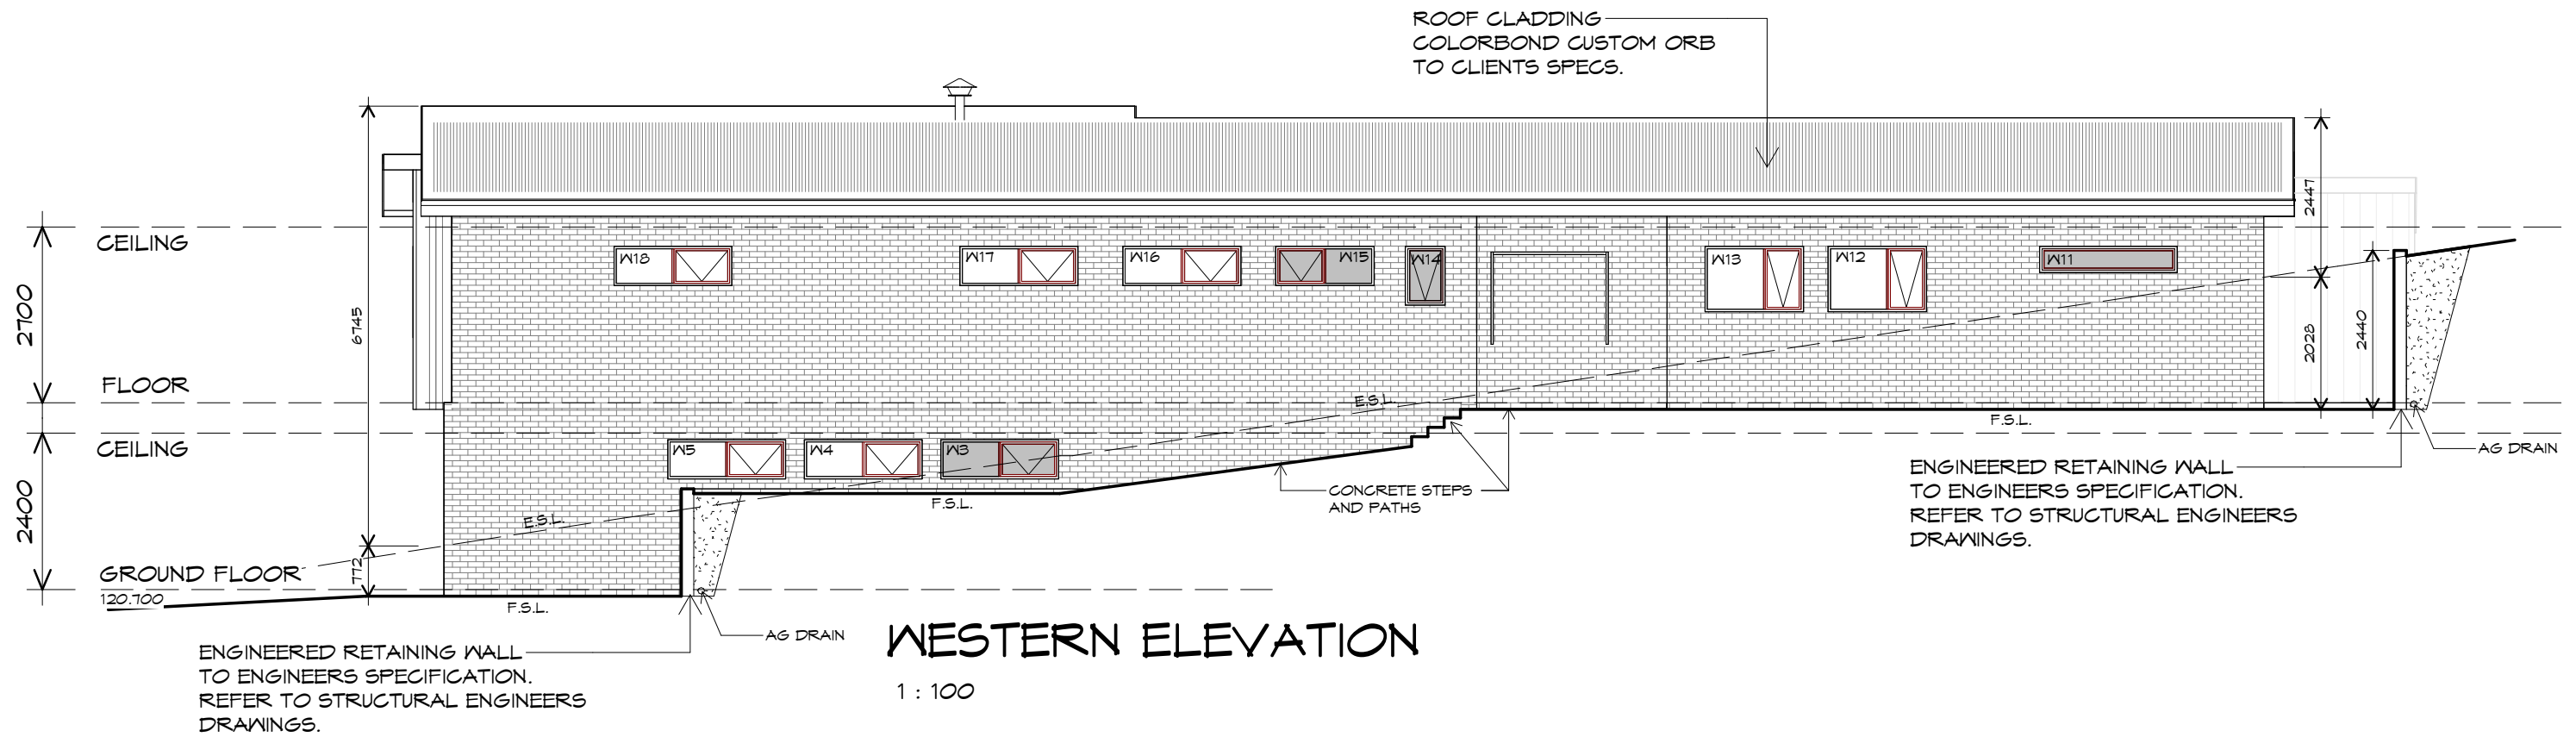 ROOF CLADDING
COLORBOND CUSTOM ORB
TO CLIENTS SPECS.
2447
CEILING
W18
W17
W16
W15
W14
W13
W12
W11
2700
6745
2028
2440
FLOOR
E.S.L.
F.S.L.
CEILING
W5
W4
W3
AG DRAIN
2400
CONCRETE STEPS
AND PATHS
ENGINEERED RETAINING WALL
TO ENGINEERS SPECIFICATION.
REFER TO STRUCTURAL ENGINEERS
DRAWINGS.
F.S.L.
E.S.L.
772
GROUND FLOOR
120.700
F.S.L.
AG DRAIN
WESTERN ELEVATION
1 : 100
ENGINEERED RETAINING WALL
TO ENGINEERS SPECIFICATION.
REFER TO STRUCTURAL ENGINEERS
DRAWINGS.